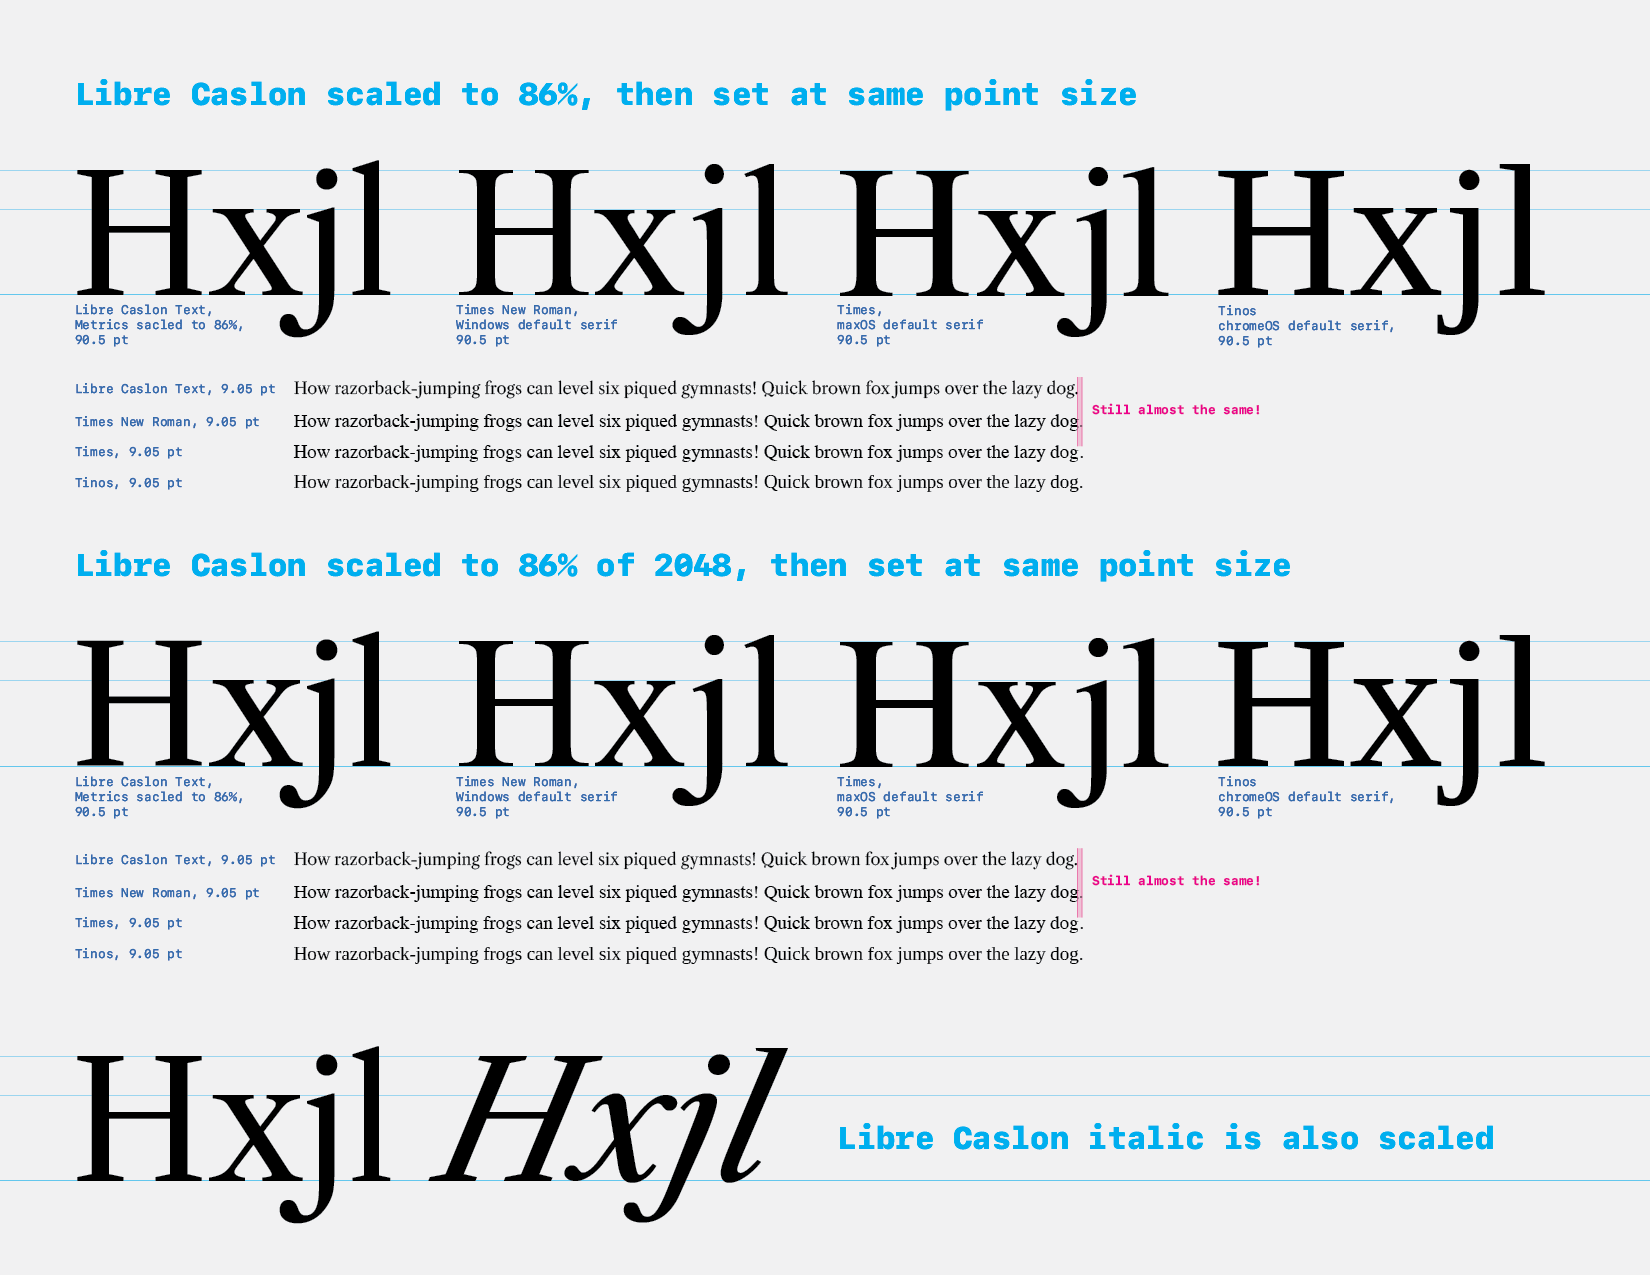 Libre Caslon scaled to 86%, then set at same point size
Hxjl Hxjl Hxjl Hxjl
Libre Caslon Text,
Metrics sacled to 86%,
90.5 pt
Times New Roman,
Windows default serif
90.5 pt
Times,
maxOS default serif
90.5 pt
Tinos
chromeOS default serif,
90.5 pt
Libre Caslon Text, 9.05 pt How razorback-jumping frogs can level six piqued gymnasts! Quick brown fox jumps over the lazy dog.
Still almost the same!
Times New Roman, 9.05 pt How razorback-jumping frogs can level six piqued gymnasts! Quick brown fox jumps over the lazy dog.
Times, 9.05 pt How razorback-jumping frogs can level six piqued gymnasts! Quick brown fox jumps over the lazy dog.
Tinos, 9.05 pt How razorback-jumping frogs can level six piqued gymnasts! Quick brown fox jumps over the lazy dog.
Libre Caslon scaled to 86% of 2048, then set at same point size
Hxjl Hxjl Hxjl Hxjl
Libre Caslon Text,
Metrics sacled to 86%,
90.5 pt
Times New Roman,
Windows default serif
90.5 pt
Times,
maxOS default serif
90.5 pt
Tinos
chromeOS default serif,
90.5 pt
Libre Caslon Text, 9.05 pt How razorback-jumping frogs can level six piqued gymnasts! Quick brown fox jumps over the lazy dog.
Still almost the same!
Times New Roman, 9.05 pt How razorback-jumping frogs can level six piqued gymnasts! Quick brown fox jumps over the lazy dog.
Times, 9.05 pt How razorback-jumping frogs can level six piqued gymnasts! Quick brown fox jumps over the lazy dog.
Tinos, 9.05 pt How razorback-jumping frogs can level six piqued gymnasts! Quick brown fox jumps over the lazy dog.
Hxjl Hxjl
Libre Caslon italic is also scaled